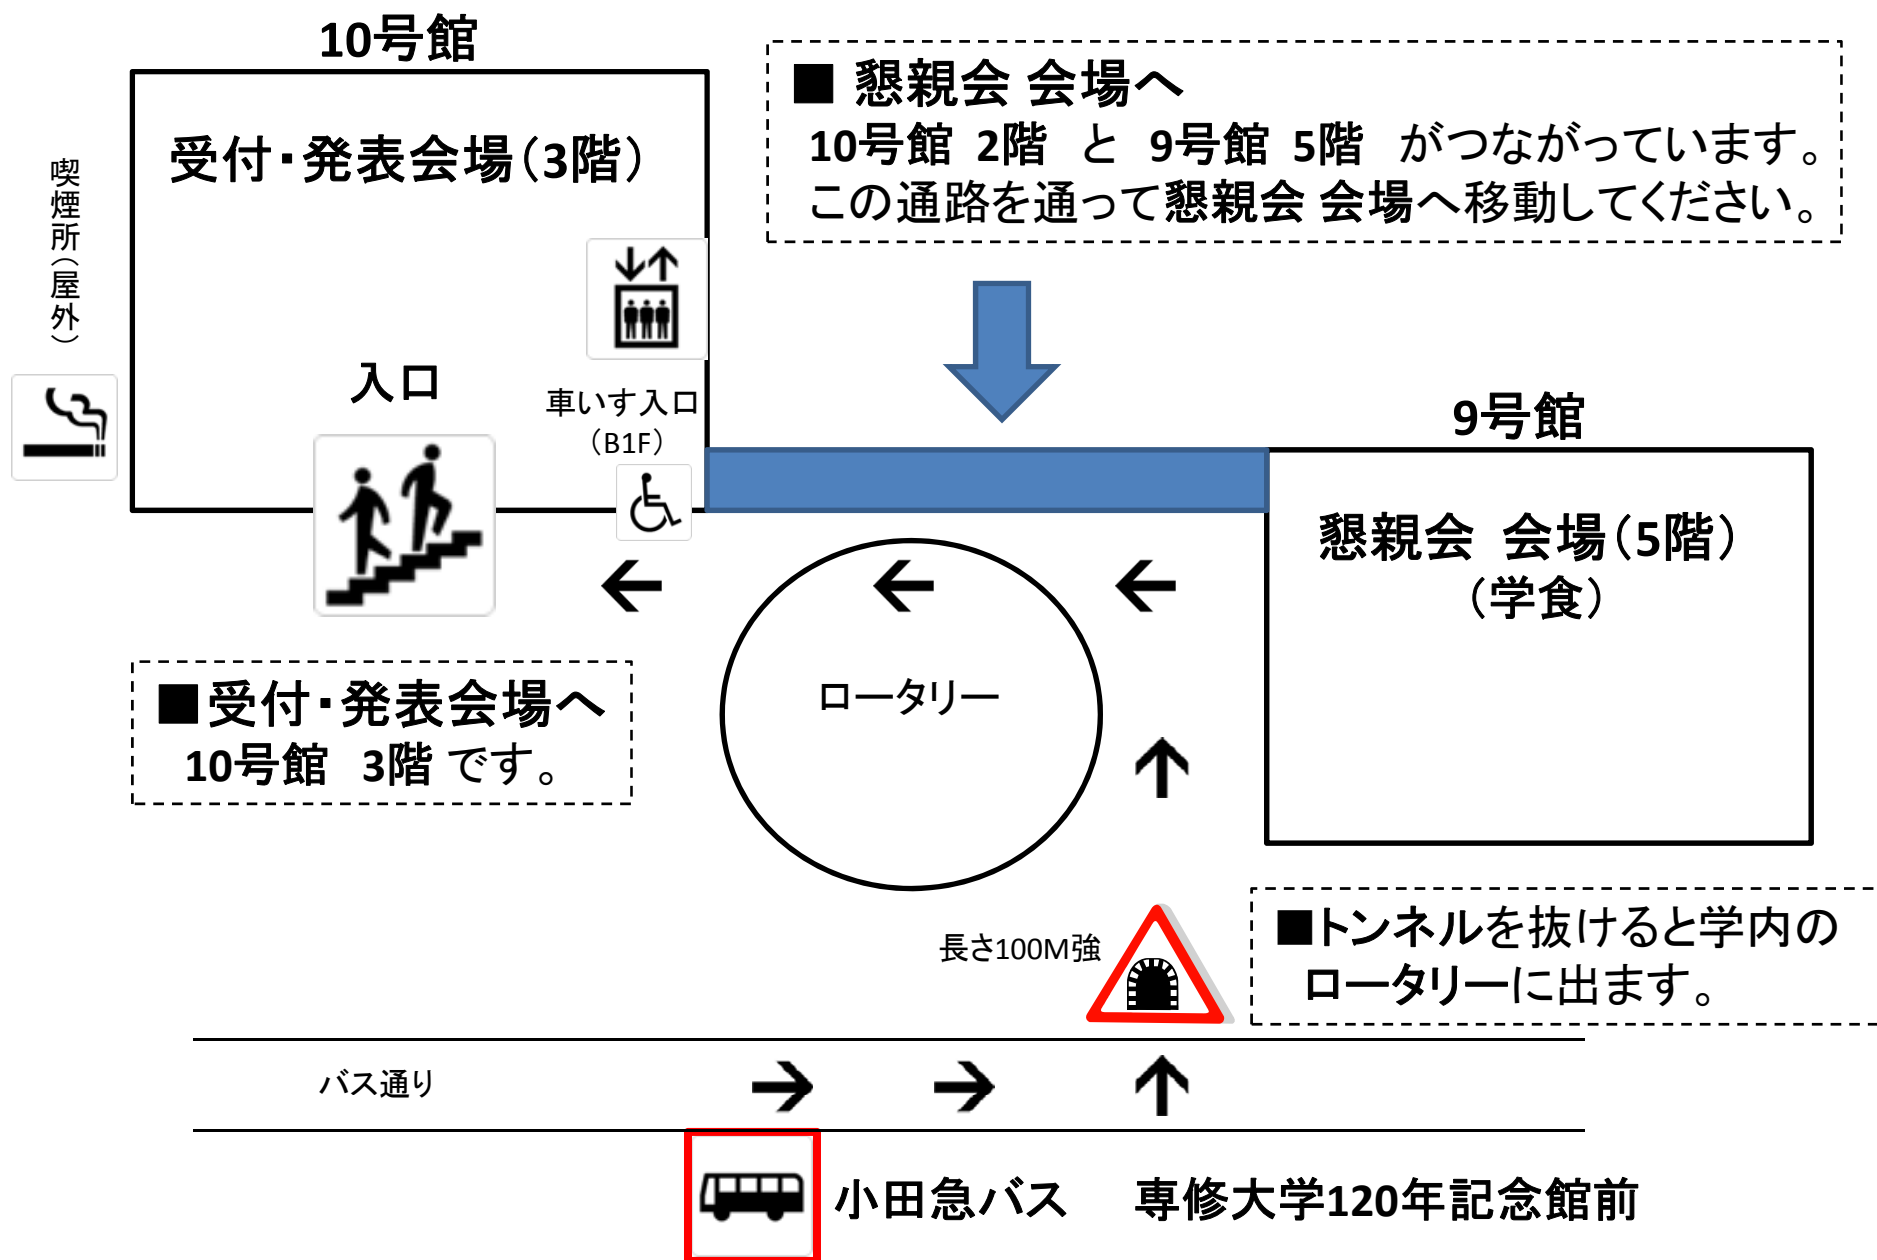 10号館
■ 懇親会 会場へ
10号館 2階 と 9号館 5階 がつながっています。
この通路を通って懇親会 会場へ移動してください。
受付・発表会場（3階）
喫煙所（屋外）
入口
車いす入口
（B1F）
9号館
懇親会 会場（5階）
（学食）
ロータリー
■受付・発表会場へ
10号館 3階 です。
長さ100M強
■トンネルを抜けると学内の
ロータリーに出ます。
バス通り
小田急バス 専修大学120年記念館前